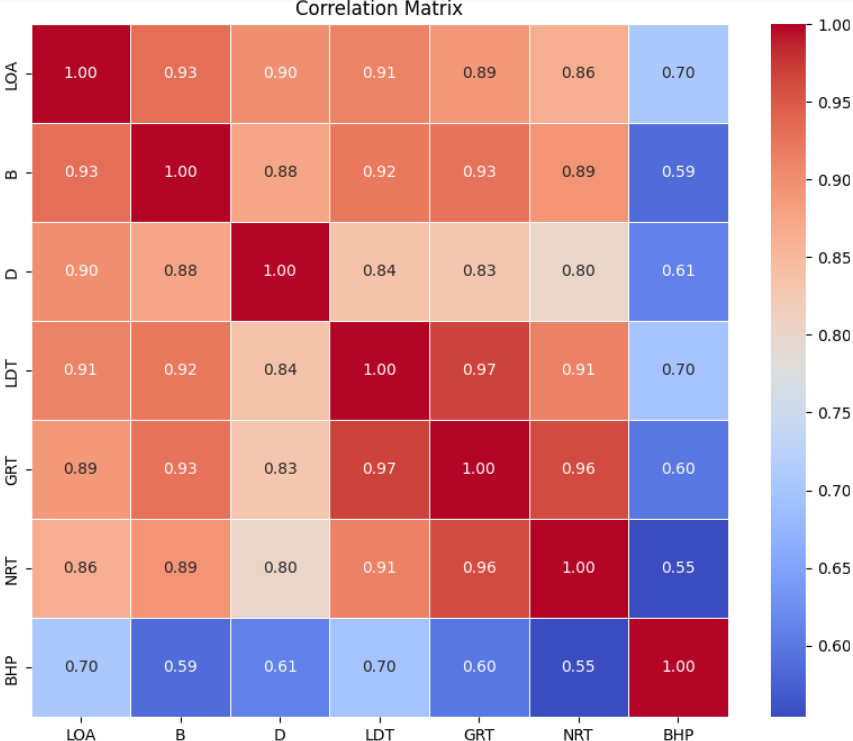 Correlation Matrix
LOA 1.00 0.93 0.90 0.91 0.89 0.86 0.70
B 0.93 1.00 0.88 0.92 0.93 0.89 0.59
D 0.90 0.88 1.00 0.84 0.83 0.80 0.61
LDT 0.91 0.92 0.84 1.00 0.97 0.91 0.70
GRT 0.89 0.93 0.83 0.97 1.00 0.96 0.60
NRT 0.86 0.89 0.80 0.91 0.96 1.00 0.55
BHP 0.70 0.59 0.61 0.70 0.60 0.55 1.00
LOA B D LDT GRT NRT BHP
1.00
0.95
0.90
0.85
0.80
0.75
0.70
0.65
0.60